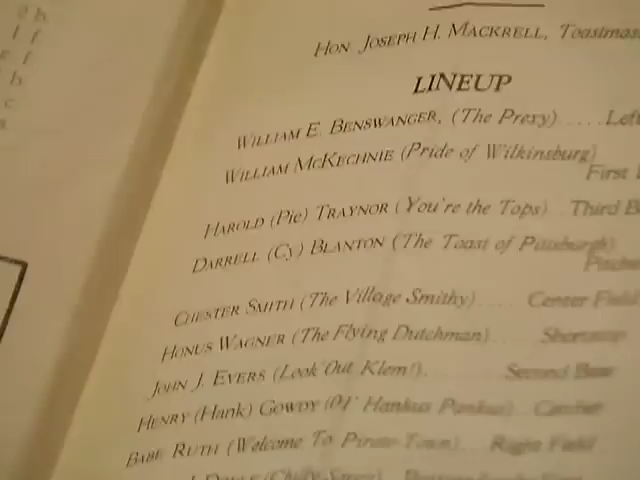 g b
l f
g f
b
c
HON JOSEPH H. MACKRELL, Toastmas
LINEUP
WILLIAM E. BENSWANGER, (The Prexy) .....Left
WILLIAM MCKECHNIE (Pride of Wilkinsburg)
First B
HAROLD (Pie) TRAYNOR (You're the Tops) .. Third B
DARRELL (Cy) BLANTON (The Toast of Pittsburgh)
Pitcher
CHESTER SMITH (The Village Smithy) ..... Center Field
HONUS WAGNER (The Flying Dutchman) ..... Shortstop
JOHN J. EVERS (Look Out Klem!). ..... Second Base
HENRY (Hank) GOWDY (Ol' Hankus Pankus) .. Catcher
BABE RUTH (Welcome To Pirate-Town) .. Right Field